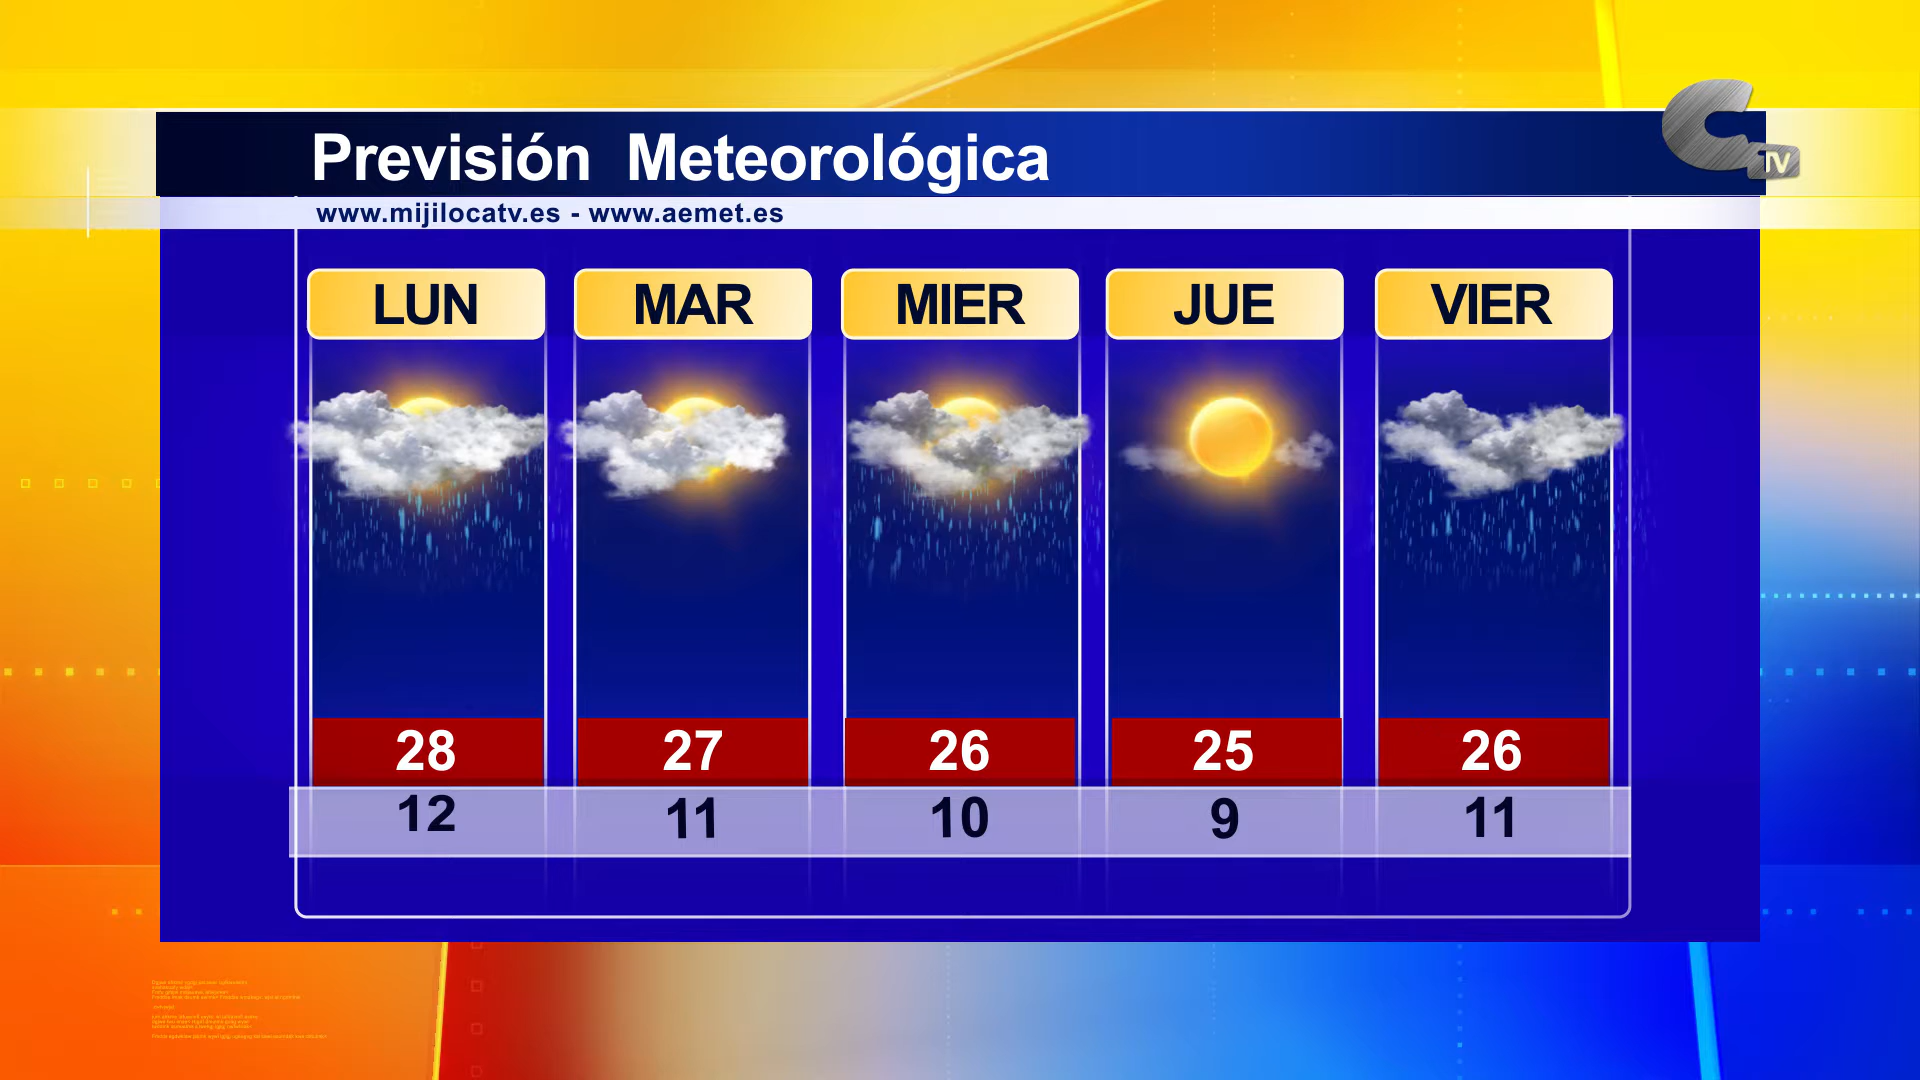 Previsión Meteorológica
C TV
www.mijilocatv.es - www.aemet.es
LUN MAR MIER JUE VIER
28 27 26 25 26
12 11 10 9 11